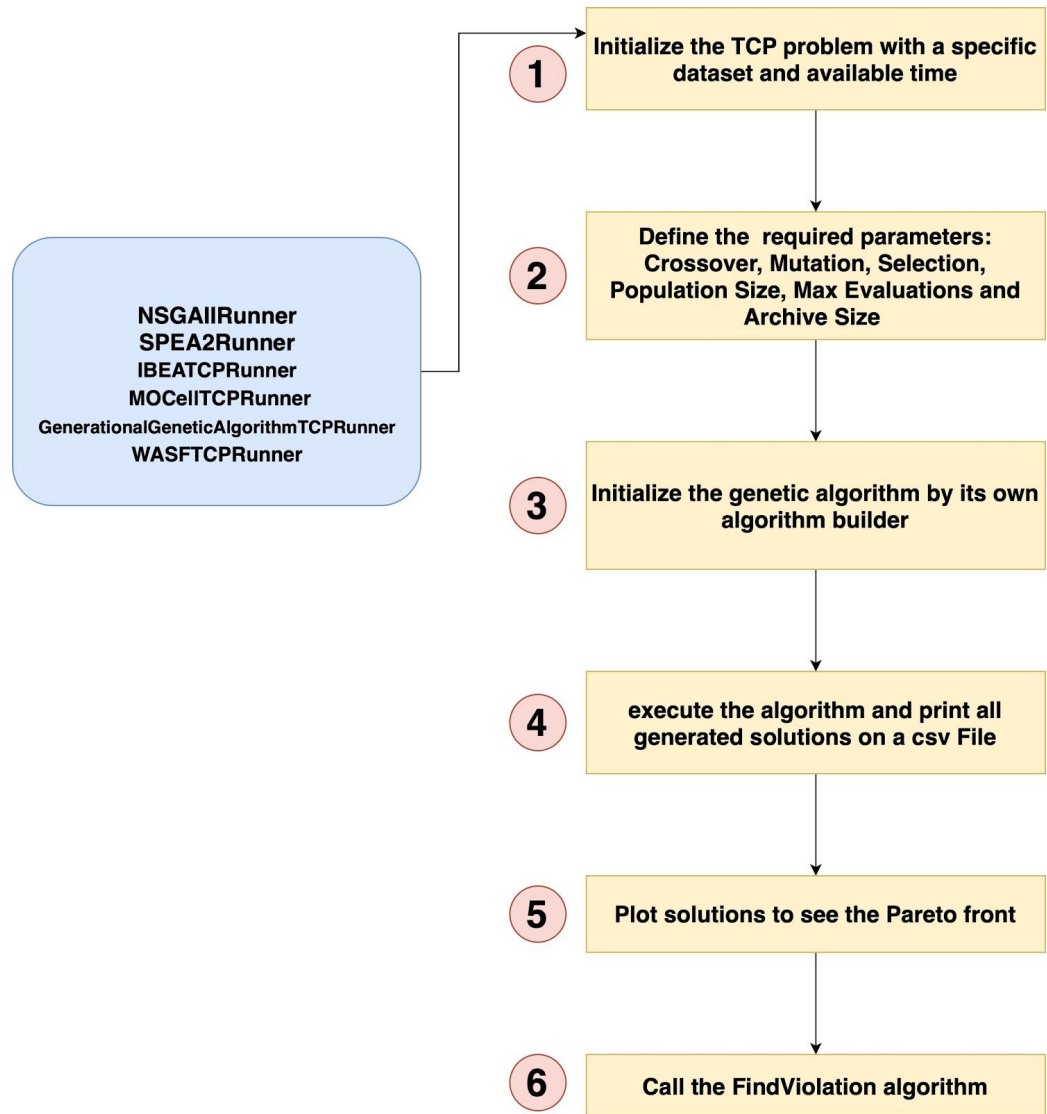 NSGAIIRunner
SPEA2Runner
IBEATCPRunner
MOCellTCPRunner
GenerationalGeneticAlgorithmTCPRunner
WASFTCPRunner
1
Initialize the TCP problem with a specific
dataset and available time
2
Define the required parameters:
Crossover, Mutation, Selection,
Population Size, Max Evaluations and
Archive Size
3
Initialize the genetic algorithm by its own
algorithm builder
4
execute the algorithm and print all
generated solutions on a csv File
5
Plot solutions to see the Pareto front
6
Call the FindViolation algorithm